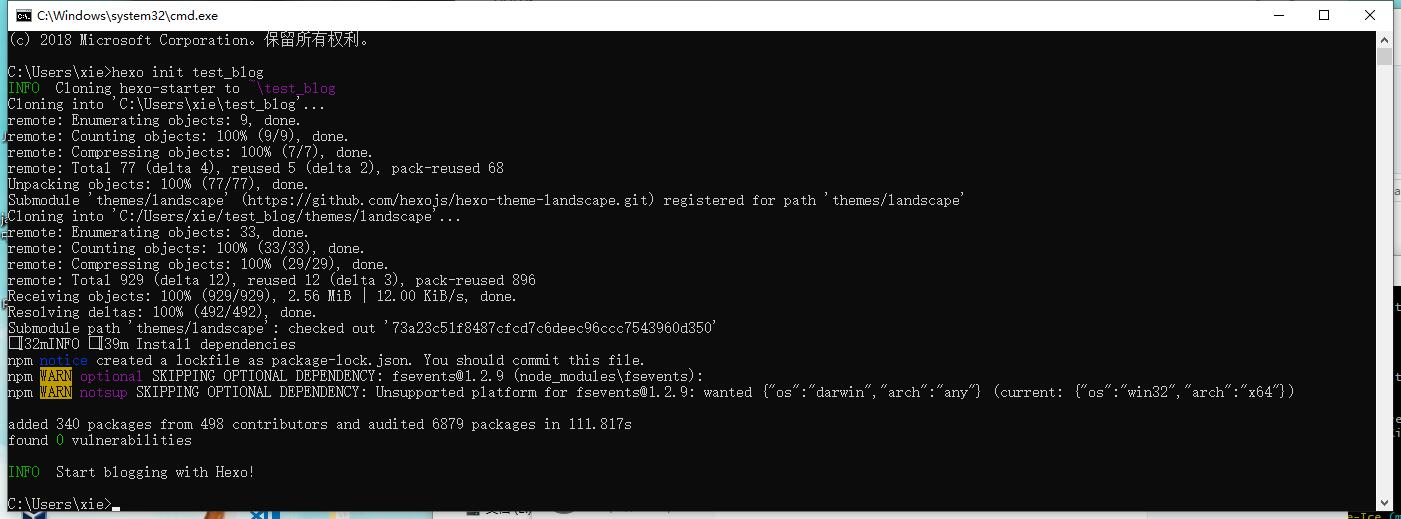 C:\Windows\system32\cmd.exe
(c) 2018 Microsoft Corporation。保留所有权利。
C:\Users\xie>hexo init test_blog
INFO  Cloning hexo-starter to ~\test_blog
Cloning into 'C:\Users\xie\test_blog'...
remote: Enumerating objects: 9, done.
remote: Counting objects: 100% (9/9), done.
remote: Compressing objects: 100% (7/7), done.
remote: Total 77 (delta 4), reused 5 (delta 2), pack-reused 68
Unpacking objects: 100% (77/77), done.
Submodule 'themes/landscape' (https://github.com/hexojs/hexo-theme-landscape.git) registered for path 'themes/landscape'
Cloning into 'C:/Users/xie/test_blog/themes/landscape'...
remote: Enumerating objects: 33, done.
remote: Counting objects: 100% (33/33), done.
remote: Compressing objects: 100% (29/29), done.
remote: Total 929 (delta 12), reused 12 (delta 3), pack-reused 896
Receiving objects: 100% (929/929), 2.56 MiB | 12.00 KiB/s, done.
Resolving deltas: 100% (492/492), done.
Submodule path 'themes/landscape': checked out '73a23c51f8487cfcd7c6deec96ccc7543960d350'
[32mINFO [39m Install dependencies
npm notice created a lockfile as package-lock.json. You should commit this file.
npm WARN optional SKIPPING OPTIONAL DEPENDENCY: fsevents@1.2.9 (node_modules\fsevents):
npm WARN notsup SKIPPING OPTIONAL DEPENDENCY: Unsupported platform for fsevents@1.2.9: wanted {"os":"darwin","arch":"any"} (current: {"os":"win32","arch":"x64"})
added 340 packages from 498 contributors and audited 6879 packages in 111.817s
found 0 vulnerabilities
INFO  Start blogging with Hexo!
C:\Users\xie>